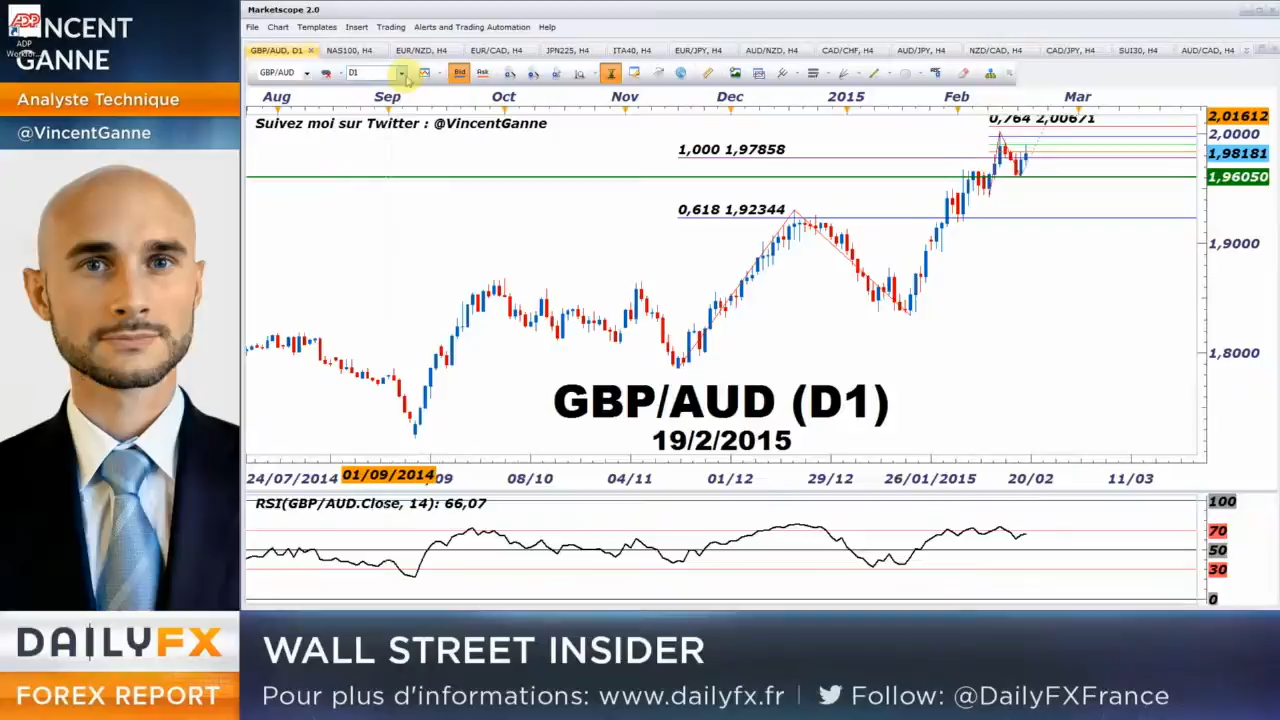 ADP
INCENT
GANNE
Analyste Technique
@VincentGanne
Marketscope 2.0
File Chart Templates Insert Trading Alerts and Trading Automation Help
GBP/AUD, D1 NAS100, H4 EUR/NZD, H4 EUR/CAD, H4 JPN225, H4 ITA40, H4 EUR/JPY, H4 AUD/NZD, H4 CAD/CHF, H4 AUD/JPY, H4 NZD/CAD, H4 CAD/JPY, H4 SUI30, H4 AUD/CAD, H4
GBP/AUD D1 Bid Ask
Aug Sep Oct Nov Dec 2015 Feb Mar
Suivez moi sur Twitter : @VincentGanne
0,764 2,00671
2,01612
2,0000
1,000 1,97858
1,98181
1,96050
0,618 1,92344
1,9000
1,8000
GBP/AUD (D1)
19/2/2015
24/07/2014 01/09/2014 09 08/10 04/11 01/12 29/12 26/01/2015 20/02 11/03
RSI(GBP/AUD.Close, 14): 66,07
100
70
50
30
0
DAILYFX
FOREX REPORT
WALL STREET INSIDER
Pour plus d'informations: www.dailyfx.fr | Follow: @DailyFXFrance